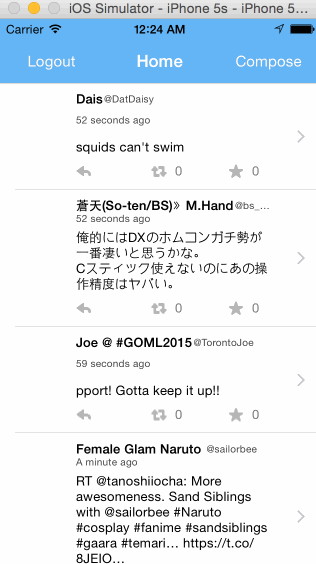 iOS Simulator - iPhone 5s - iPhone 5...
Carrier 12:24 AM
Logout Home Compose
Dais @DatDaisy
52 seconds ago
squids can't swim
0 0
蒼天(So-ten/BS)》 M.Hand @bs_...
52 seconds ago
俺的にはDXのホムコンガチ勢が
一番凄いと思うかな。
Cスティック使えないのにあの操
作精度はヤバい。
0 0
Joe @ #GOML2015 @TorontoJoe
59 seconds ago
pport! Gotta keep it up!!
0 0
Female Glam Naruto @sailorbee
A minute ago
RT @tanoshiiocha: More
awesomeness. Sand Siblings
with @sailorbee #Naruto
#cosplay #fanime #sandsiblings
#gaara #temari... https://t.co/
8JEIO...